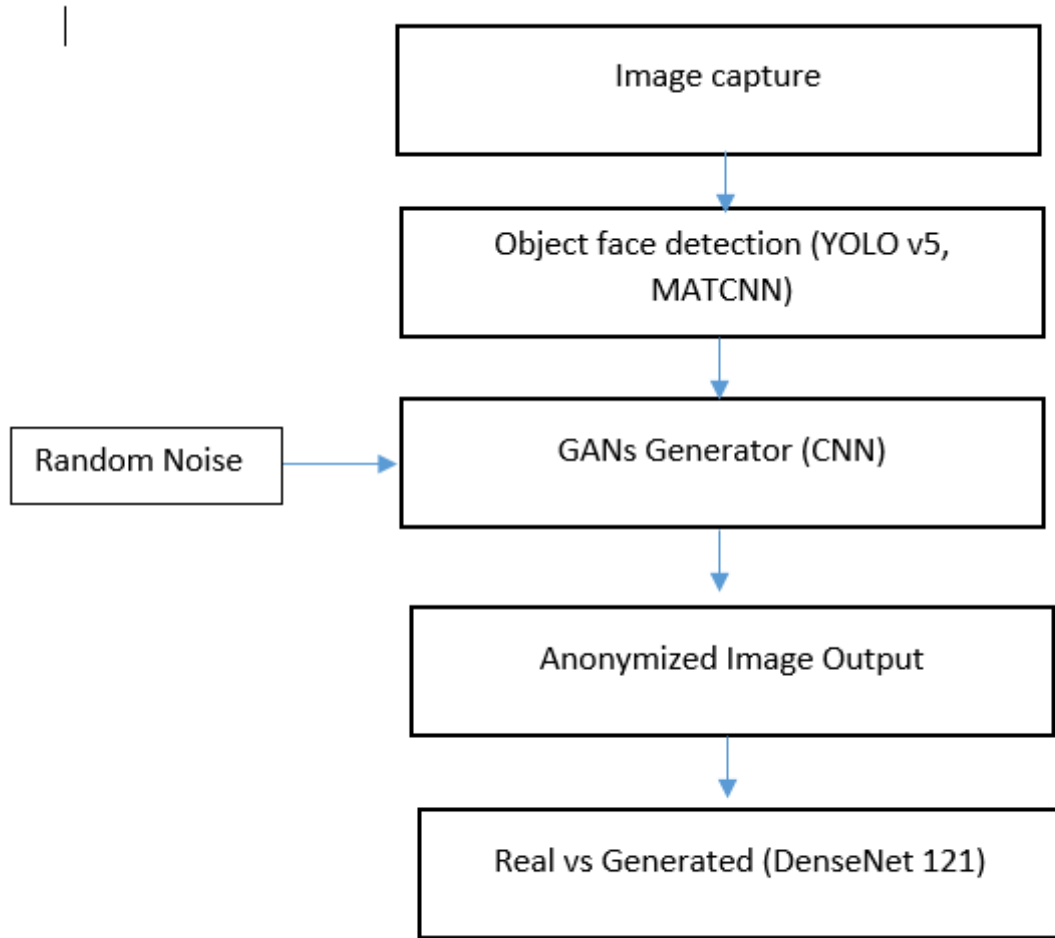 Image capture
Object face detection (YOLO v5,
MATCNN)
Random Noise
GANs Generator (CNN)
Anonymized Image Output
Real vs Generated (DenseNet 121)